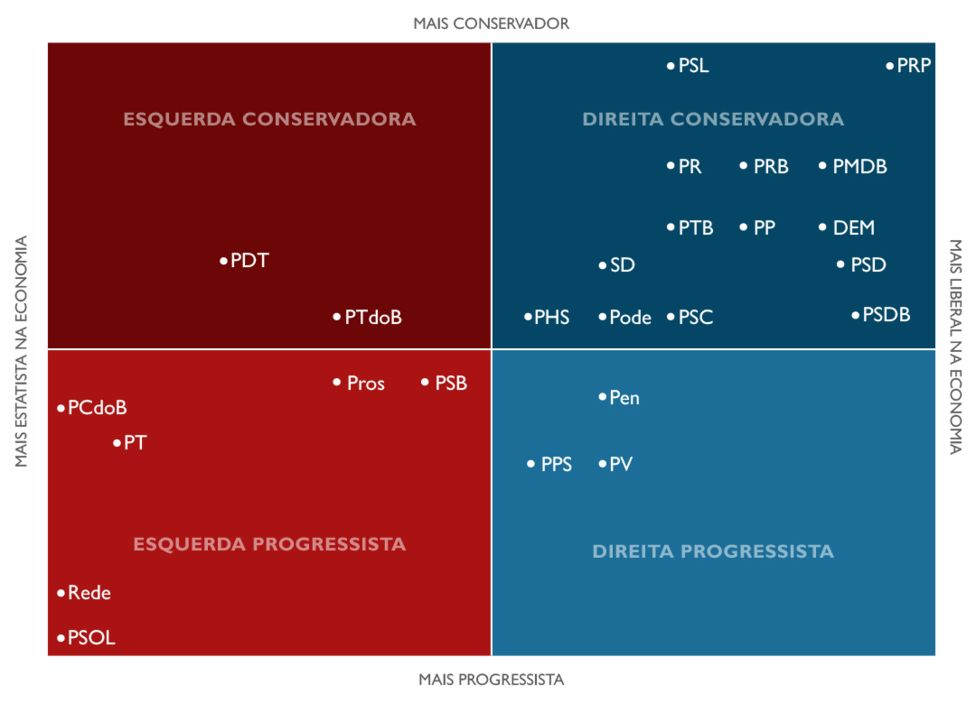 MAIS CONSERVADOR
PSL
PRP
ESQUERDA CONSERVADORA
DIREITA CONSERVADORA
PR
PRB
PMDB
PTB
PP
DEM
MAIS ESTATISTA NA ECONOMIA
MAIS LIBERAL NA ECONOMIA
PDT
SD
PSD
PTdoB
PHS
Pode
PSC
PSDB
Pros
PSB
PCdoB
Pen
PT
PPS
PV
ESQUERDA PROGRESSISTA
DIREITA PROGRESSISTA
Rede
PSOL
MAIS PROGRESSISTA